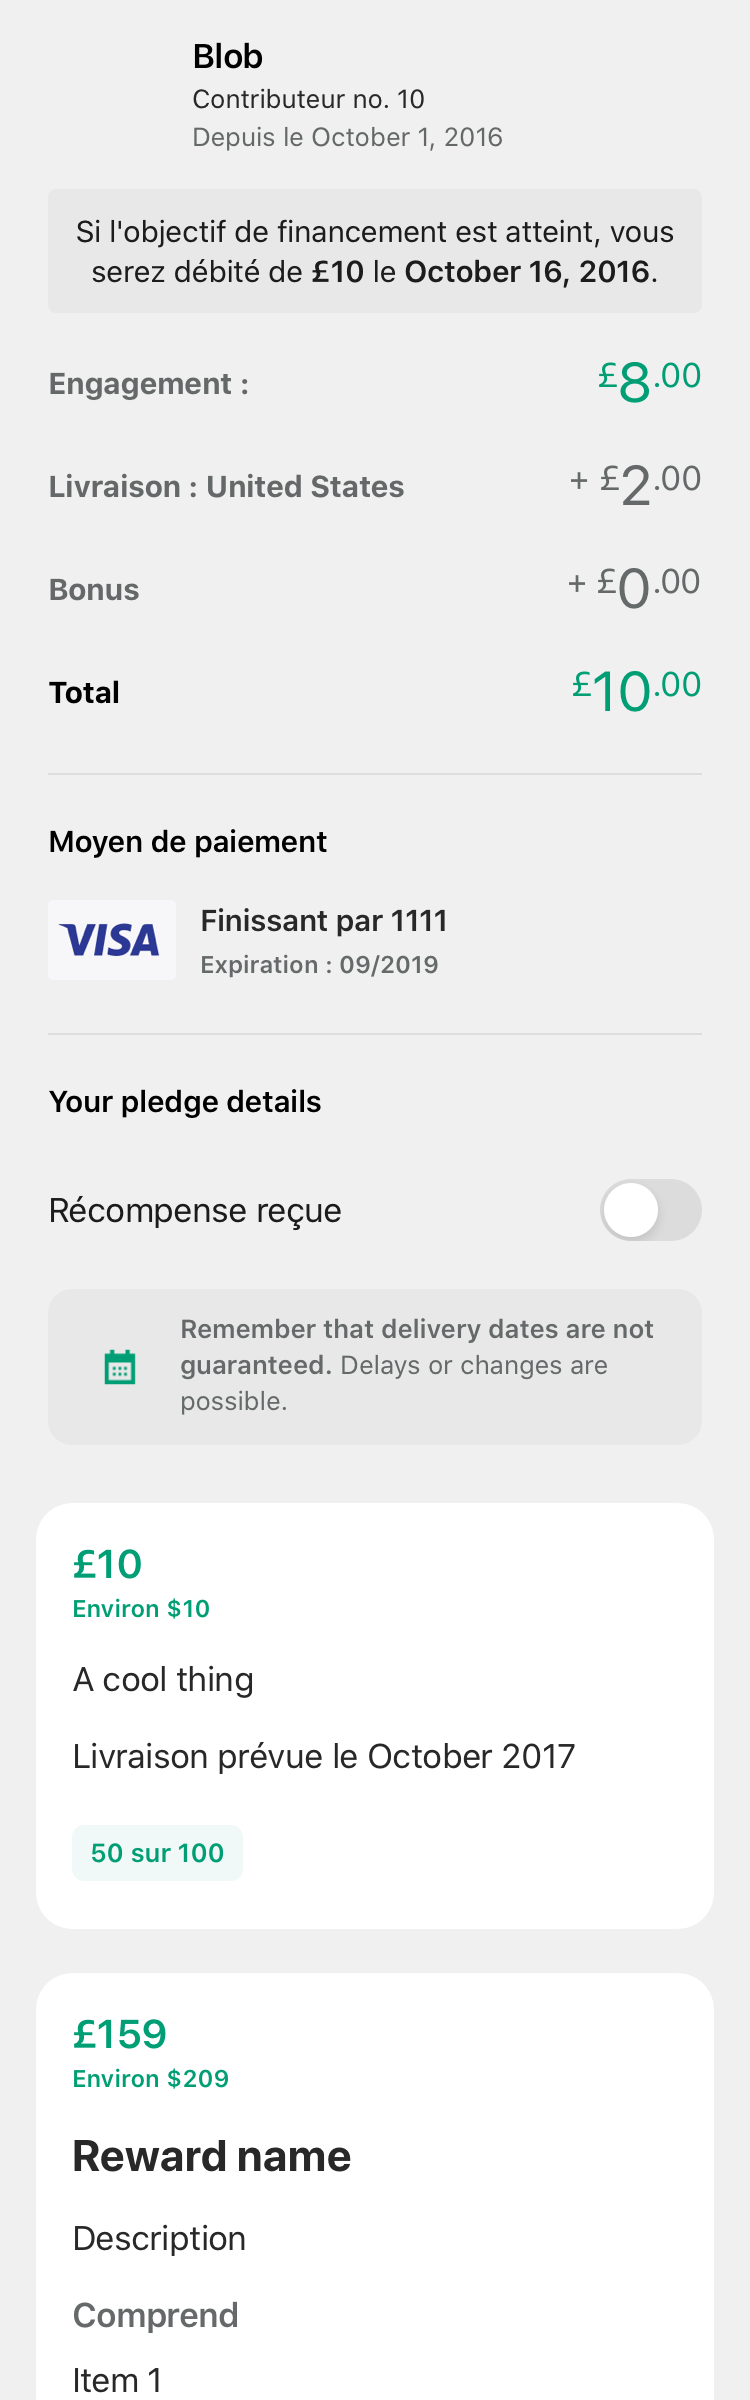 Blob
Contributeur no. 10
Depuis le October 1, 2016
Si l'objectif de financement est atteint, vous
serez débité de £10 le October 16, 2016.
Engagement :
£8.00
Livraison : United States
+ £2.00
Bonus
+ £0.00
Total
£10.00
Moyen de paiement
VISA
Finissant par 1111
Expiration : 09/2019
Your pledge details
Récompense reçue
Remember that delivery dates are not
guaranteed. Delays or changes are
possible.
£10
Environ $10
A cool thing
Livraison prévue le October 2017
50 sur 100
£159
Environ $209
Reward name
Description
Comprend
Item 1